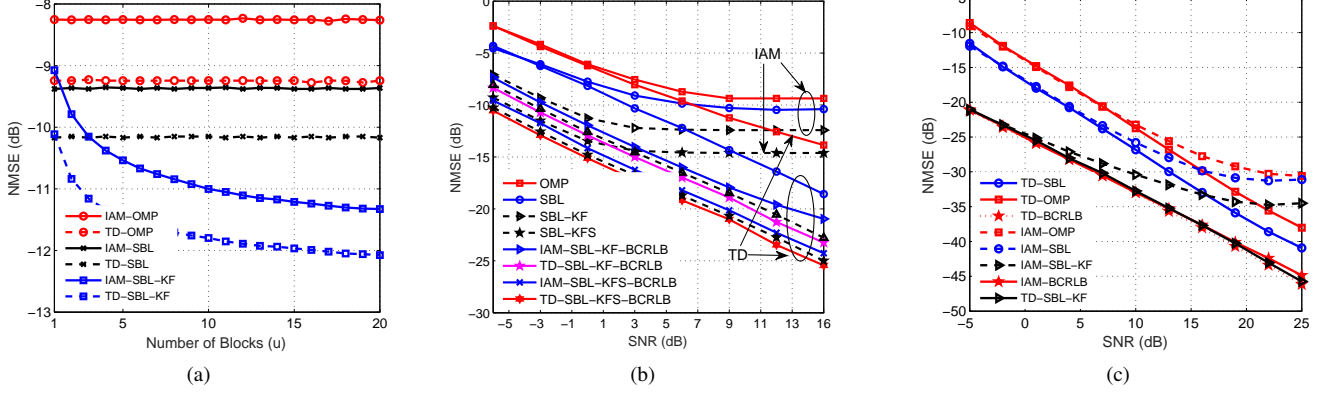 −8
−9
−10
−11
−12
−13
1
5
10
15
20
NMSE (dB)
Number of Blocks (u)
IAM−OMP
TD−OMP
IAM−SBL
TD−SBL
IAM−SBL−KF
TD−SBL−KF
(a)
0
−5
−10
−15
−20
−25
−30
−5
−3
−1
1
3
5
7
9
11
13
16
NMSE (dB)
SNR (dB)
IAM
TD
OMP
SBL
SBL−KF
SBL−KFS
IAM−SBL−KF−BCRLB
TD−SBL−KF−BCRLB
IAM−SBL−KFS−BCRLB
TD−SBL−KFS−BCRLB
(b)
−5
−10
−15
−20
−25
−30
−35
−40
−45
−50
−5
0
5
10
15
20
25
NMSE (dB)
SNR (dB)
TD−SBL
TD−OMP
TD−BCRLB
IAM−OMP
IAM−SBL
IAM−SBL−KF
IAM−BCRLB
TD−SBL−KF
(c)